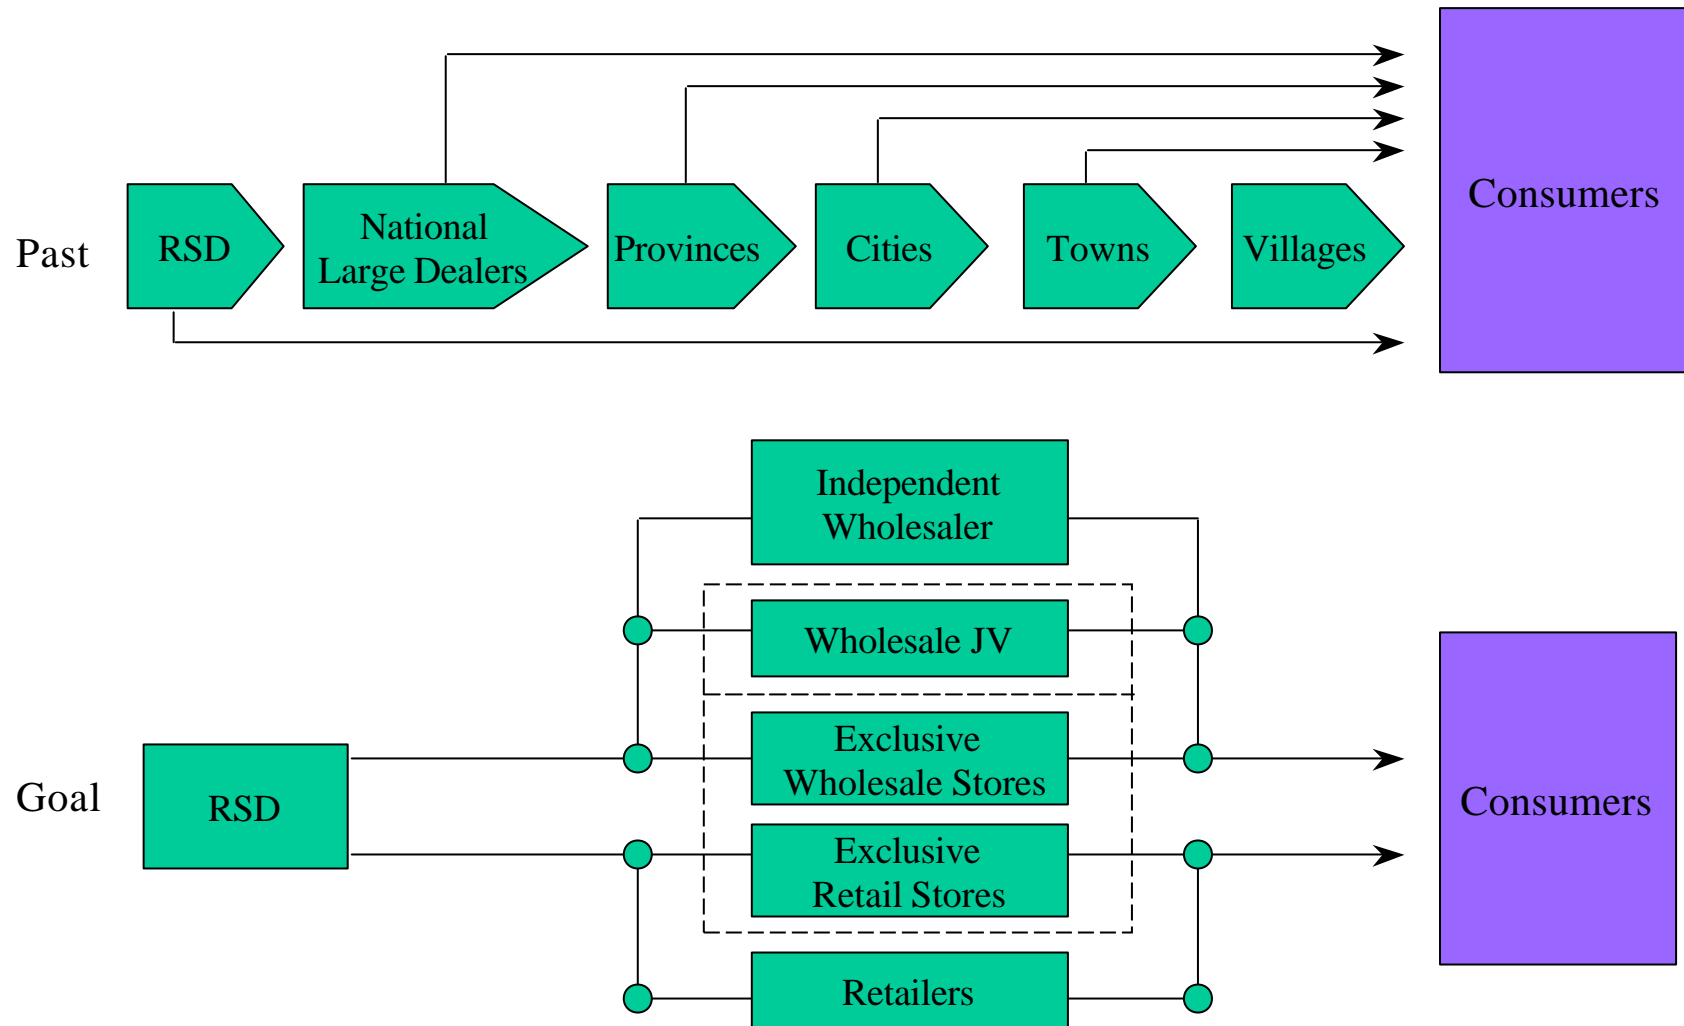 Consumers
National
Large Dealers
Past
RSD
Provinces
Cities
Towns
Villages
Independent
Wholesaler
Wholesale JV
Exclusive
Wholesale Stores
Goal
RSD
Consumers
Exclusive
Retail Stores
Retailers